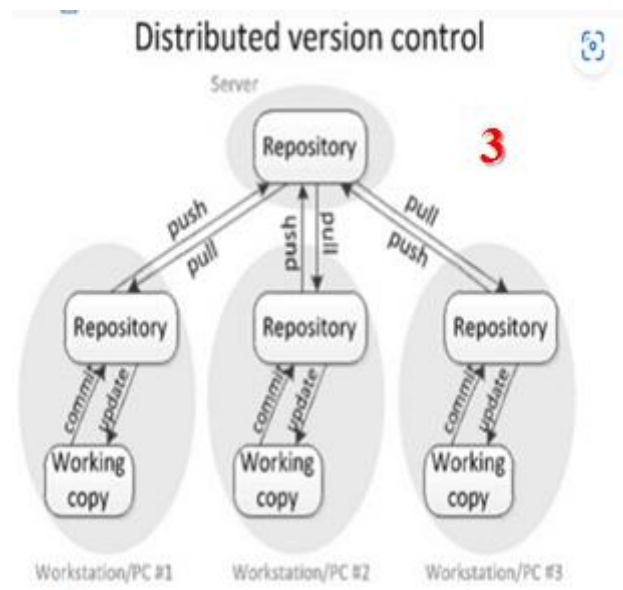 Distributed version control
Server
Repository
3
push
pull
push
pull
pull
push
Repository
Repository
Repository
commit
update
commit
update
commit
update
Working
copy
Working
copy
Working
copy
Workstation/PC #1
Workstation/PC #2
Workstation/PC #3